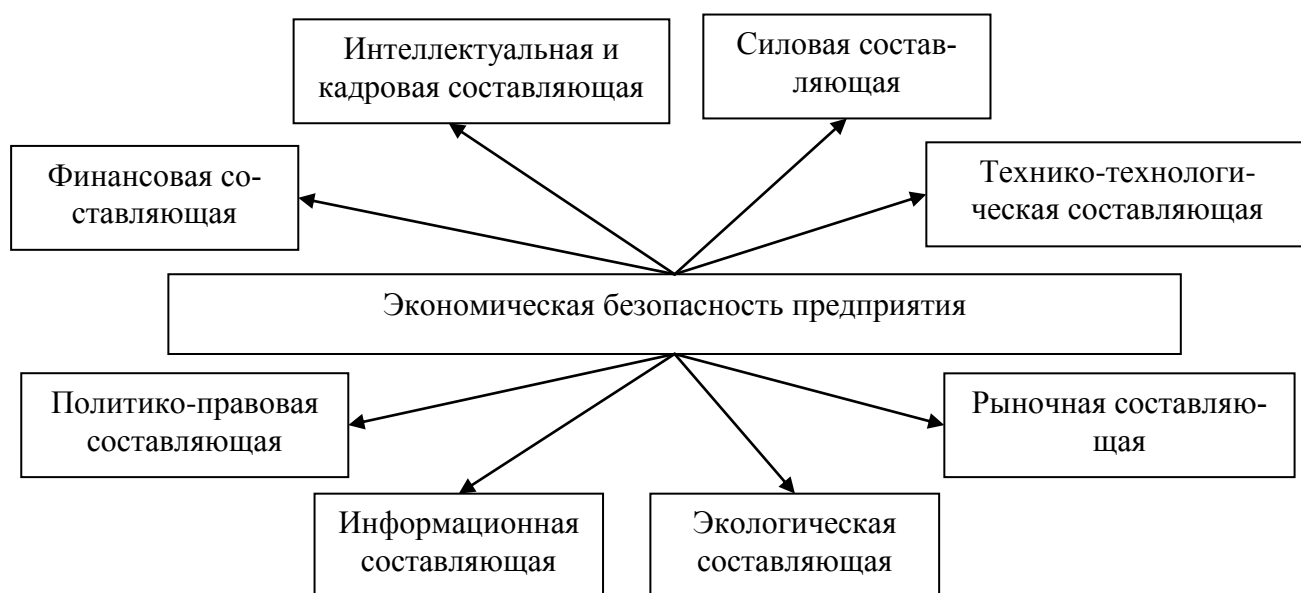 Интеллектуальная и
кадровая составляющая
Силовая состав-
ляющая
Финансовая со-
ставляющая
Технико-технологи-
ческая составляющая
Экономическая безопасность предприятия
Политико-правовая
составляющая
Рыночная составляю-
щая
Информационная
составляющая
Экологическая
составляющая